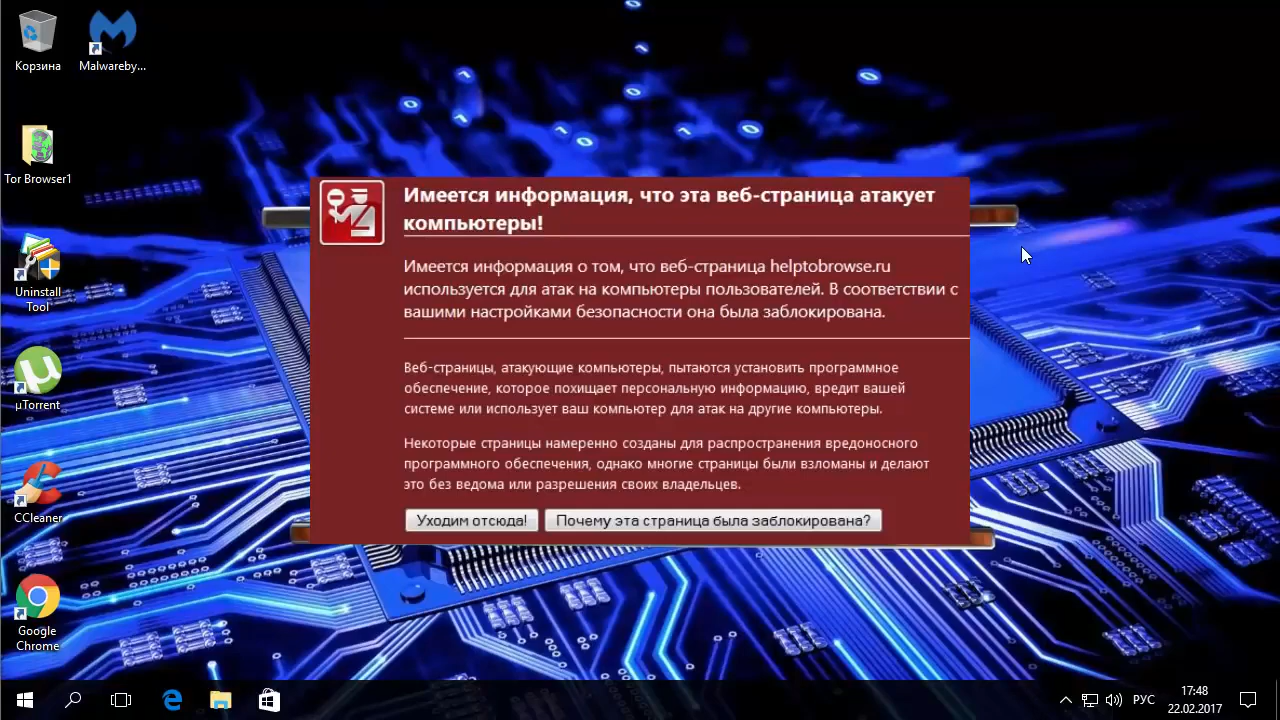 Корзина
Malwareby...
Tor Browser1
Uninstall
Tool
µTorrent
CCleaner
Google
Chrome
Имеется информация, что эта веб-страница атакует
компьютеры!
Имеется информация о том, что веб-страница helptobrowse.ru
используется для атак на компьютеры пользователей. В соответствии с
вашими настройками безопасности она была заблокирована.
Веб-страницы, атакующие компьютеры, пытаются установить программное
обеспечение, которое похищает персональную информацию, вредит вашей
системе или использует ваш компьютер для атак на другие компьютеры.
Некоторые страницы намеренно созданы для распространения вредоносного
программного обеспечения, однако многие страницы были взломаны и делают
это без ведома или разрешения своих владельцев.
Уходим отсюда!
Почему эта страница была заблокирована?
РУС
17:48
22.02.2017